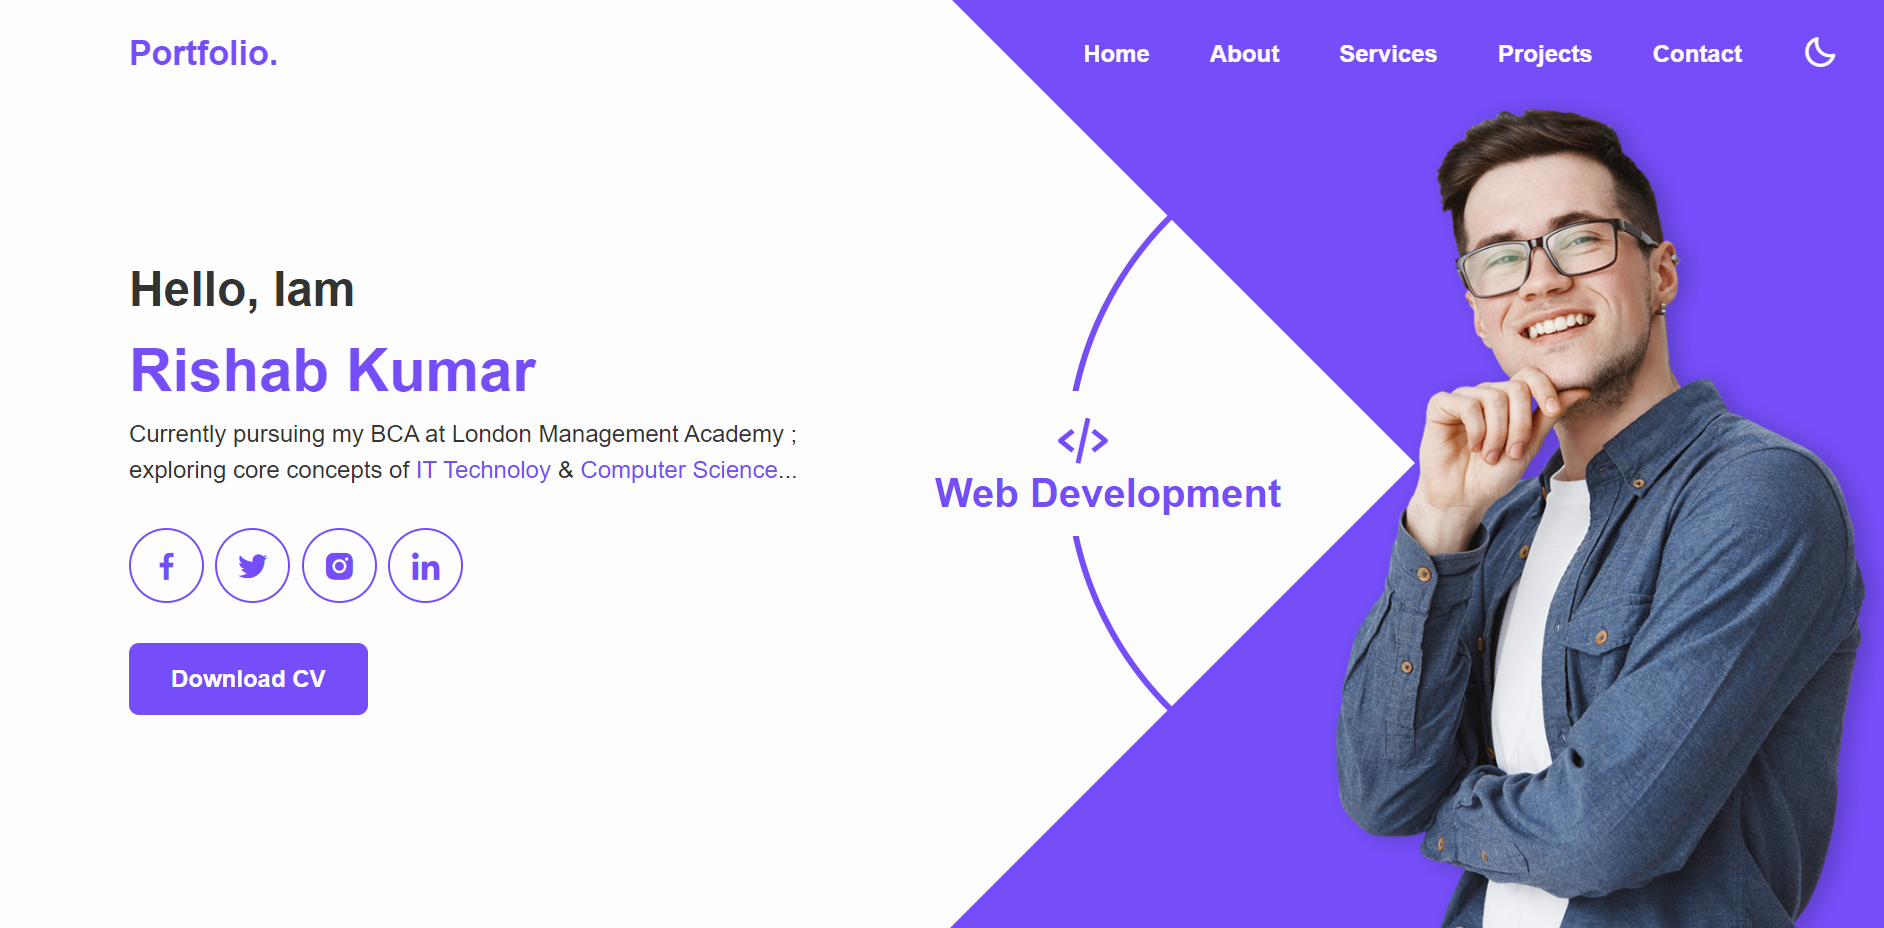 Portfolio.
Home About Services Projects Contact
Hello, Iam
Rishab Kumar
Currently pursuing my BCA at London Management Academy ;
exploring core concepts of IT Technoloy & Computer Science...
</>
Web Development
Download CV